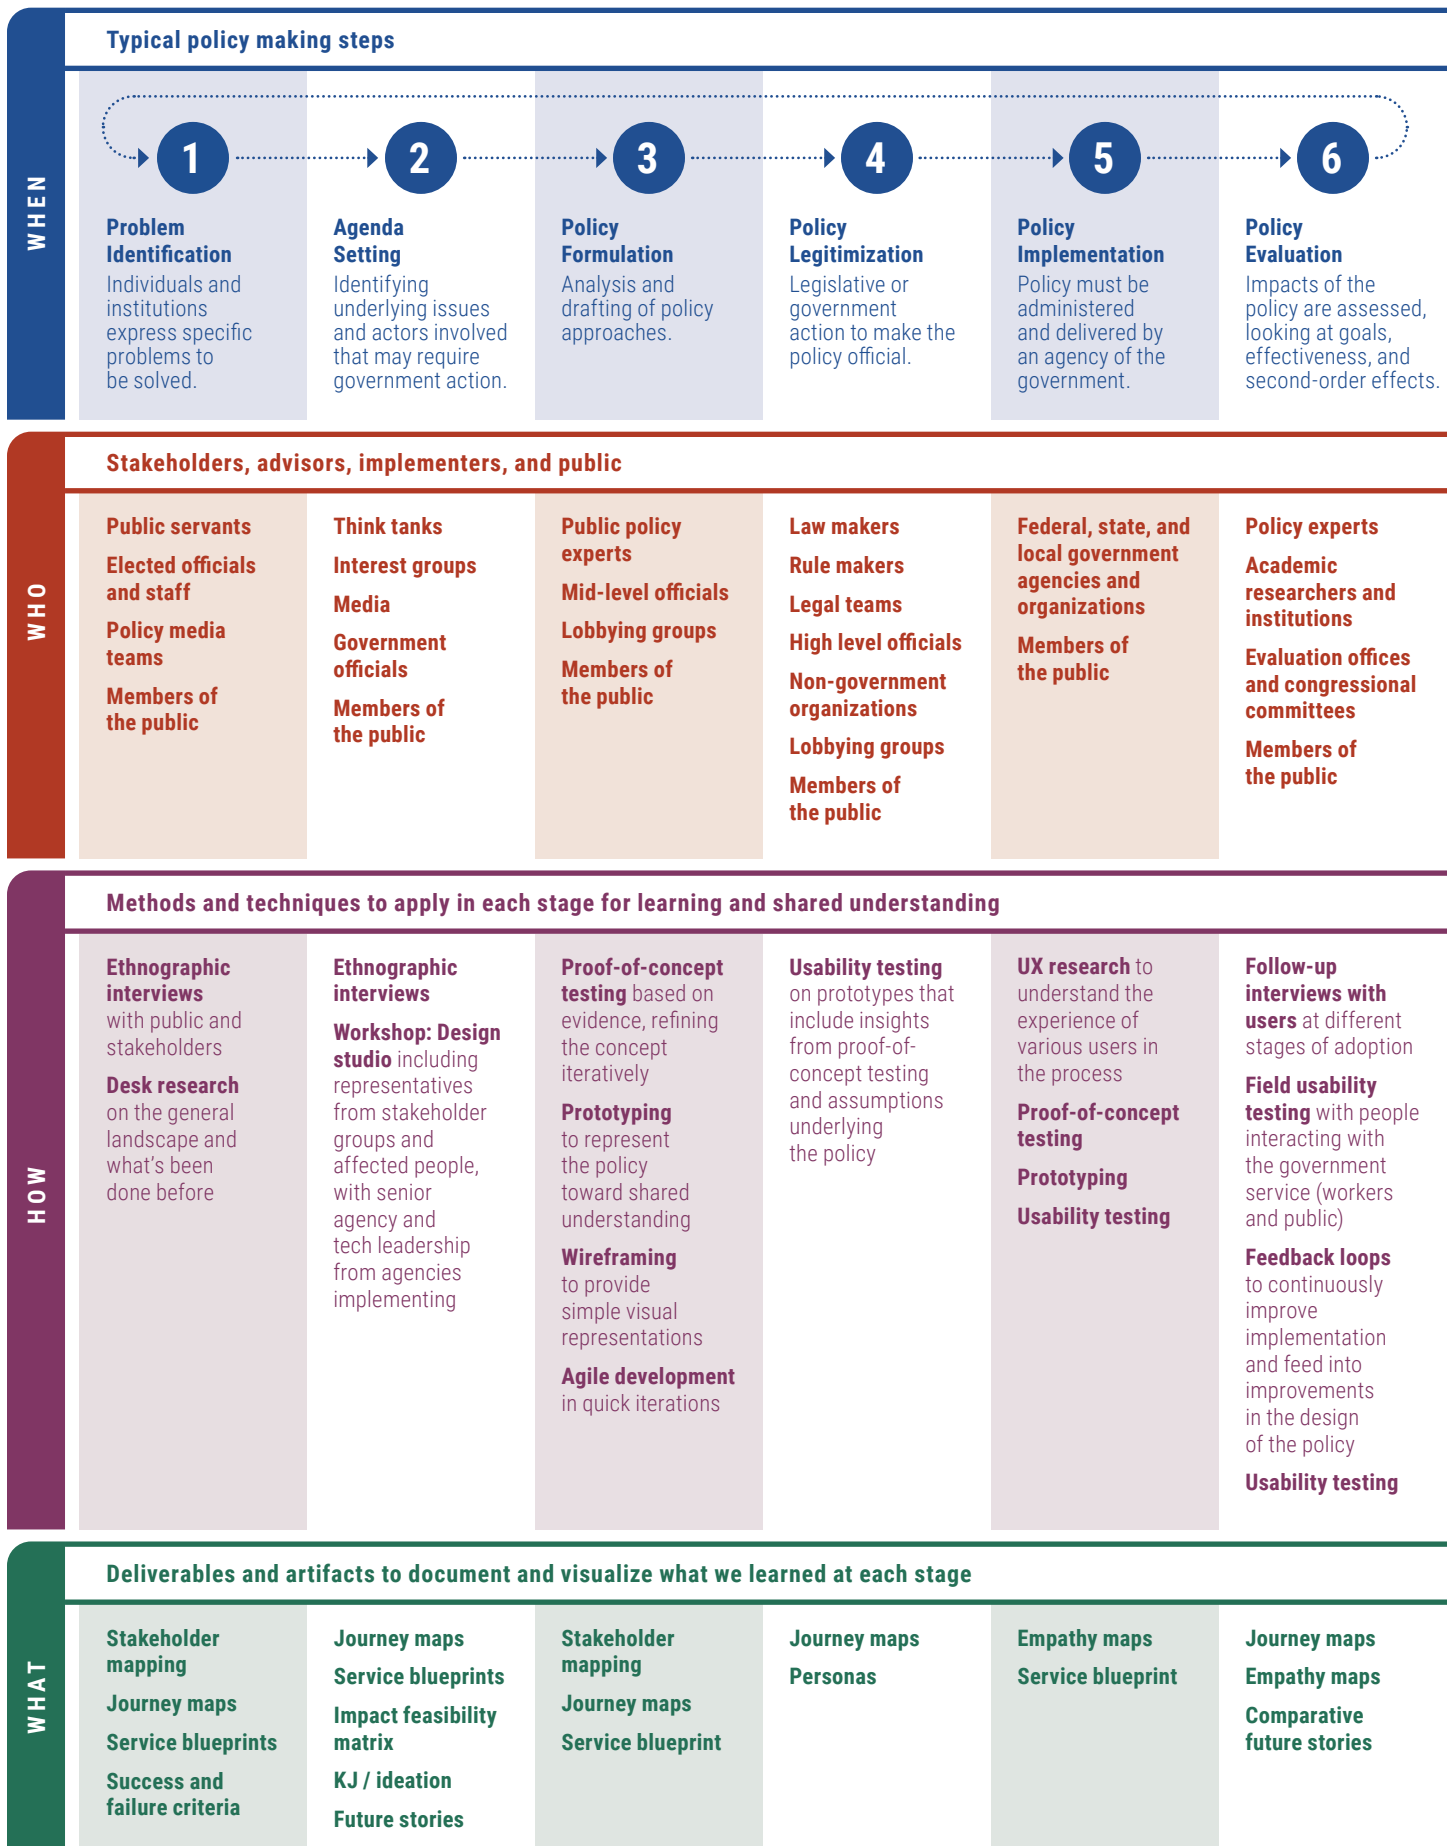 WHEN
Typical policy making steps
1
2
3
4
5
6
Problem
Identification
Individuals and
institutions
express specific
problems to
be solved.
Agenda
Setting
Identifying
underlying issues
and actors involved
that may require
government action.
Policy
Formulation
Analysis and
drafting of policy
approaches.
Policy
Legitimization
Legislative or
government
action to make the
policy official.
Policy
Implementation
Policy must be
administered
and delivered by
an agency of the
government.
Policy
Evaluation
Impacts of the
policy are assessed,
looking at goals,
effectiveness, and
second-order effects.
WHO
Stakeholders, advisors, implementers, and public
Public servants
Elected officials
and staff
Policy media
teams
Members of
the public
Think tanks
Interest groups
Media
Government
officials
Members of
the public
Public policy
experts
Mid-level officials
Lobbying groups
Members of
the public
Law makers
Rule makers
Legal teams
High level officials
Non-government
organizations
Lobbying groups
Members of
the public
Federal, state, and
local government
agencies and
organizations
Members of
the public
Policy experts
Academic
researchers and
institutions
Evaluation offices
and congressional
committees
Members of
the public
HOW
Methods and techniques to apply in each stage for learning and shared understanding
Ethnographic
interviews
with public and
stakeholders
Desk research
on the general
landscape and
what's been
done before
Ethnographic
interviews
Workshop: Design
studio including
representatives
from stakeholder
groups and
affected people,
with senior
agency and
tech leadership
from agencies
implementing
Proof-of-concept
testing based on
evidence, refining
the concept
iteratively
Prototyping
to represent
the policy
toward shared
understanding
Wireframing
to provide
simple visual
representations
Agile development
in quick iterations
Usability testing
on prototypes that
include insights
from proof-of-
concept testing
and assumptions
underlying
the policy
UX research to
understand the
experience of
various users in
the process
Proof-of-concept
testing
Prototyping
Usability testing
Follow-up
interviews with
users at different
stages of adoption
Field usability
testing with people
interacting with
the government
service (workers
and public)
Feedback loops
to continuously
improve
implementation
and feed into
improvements
in the design
of the policy
Usability testing
WHAT
Deliverables and artifacts to document and visualize what we learned at each stage
Stakeholder
mapping
Journey maps
Service blueprints
Success and
failure criteria
Journey maps
Service blueprints
Impact feasibility
matrix
KJ / ideation
Future stories
Stakeholder
mapping
Journey maps
Service blueprint
Journey maps
Personas
Empathy maps
Service blueprint
Journey maps
Empathy maps
Comparative
future stories